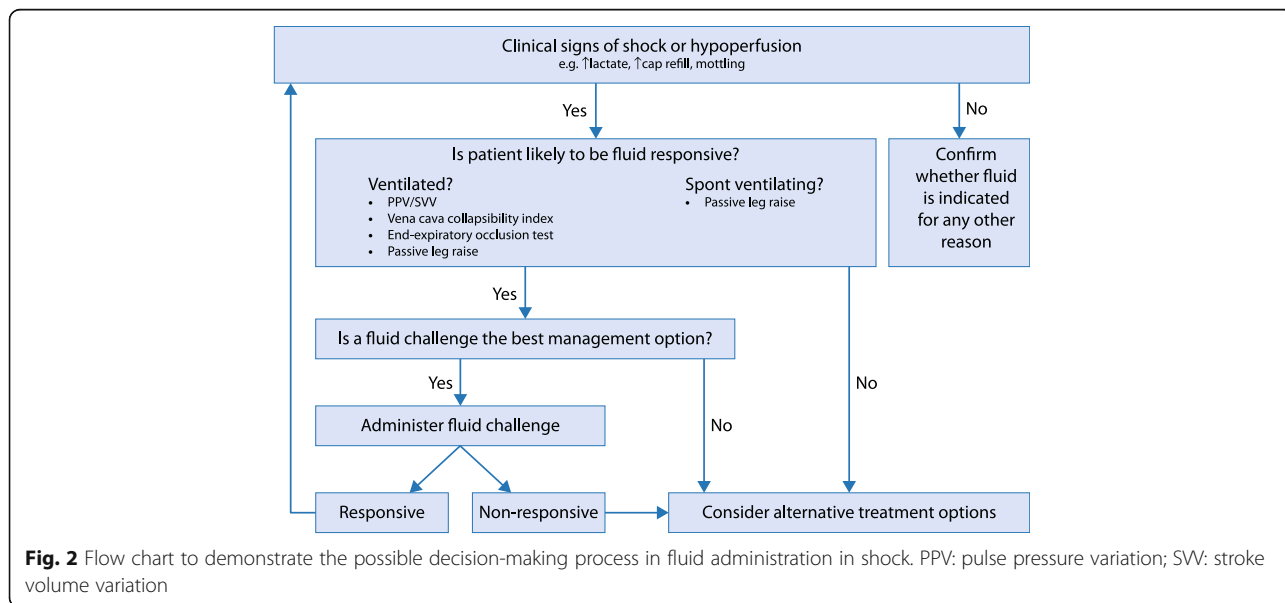 Clinical signs of shock or hypoperfusion
e.g. ↑lactate, ↑cap refill, mottling
Yes
No
Is patient likely to be fluid responsive?
Ventilated?
• PPV/SVV
• Vena cava collapsibility index
• End-expiratory occlusion test
• Passive leg raise
Spont ventilating?
• Passive leg raise
Confirm
whether fluid
is indicated
for any other
reason
Yes
Is a fluid challenge the best management option?
Yes
No
No
Administer fluid challenge
Responsive
Non-responsive
Consider alternative treatment options
Fig. 2 Flow chart to demonstrate the possible decision-making process in fluid administration in shock. PPV: pulse pressure variation; SVV: stroke
volume variation